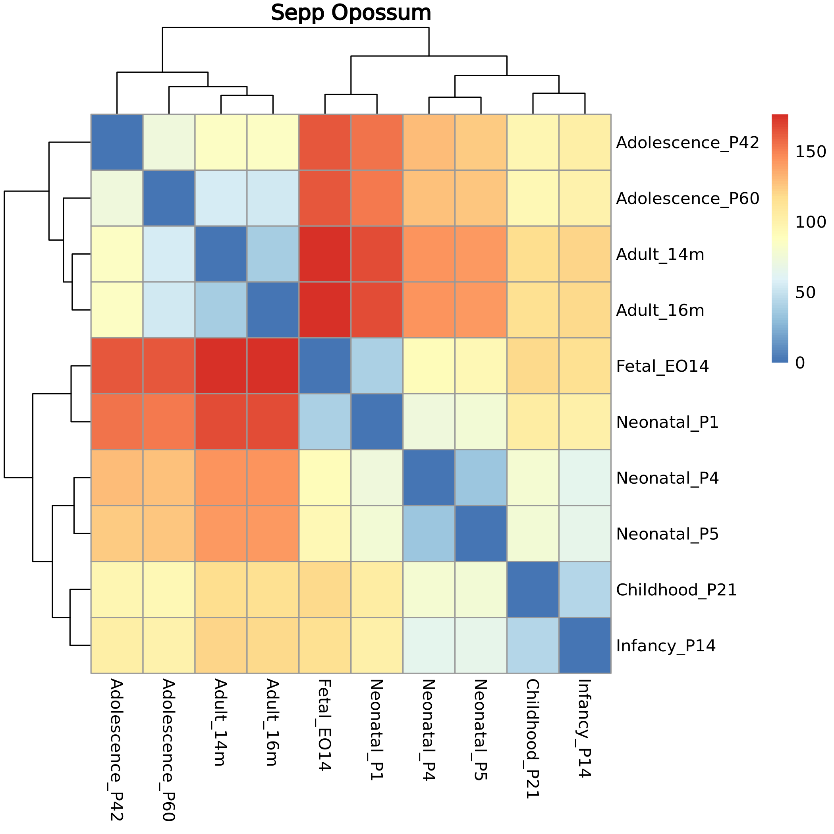 Sepp Opossum
Adolescence_P42
Adolescence_P60
Adult_14m
Adult_16m
Fetal_EO14
Neonatal_P1
Neonatal_P4
Neonatal_P5
Childhood_P21
Infancy_P14
150
100
50
0
Adolescence_P42
Adolescence_P60
Adult_14m
Adult_16m
Fetal_EO14
Neonatal_P1
Neonatal_P4
Neonatal_P5
Childhood_P21
Infancy_P14